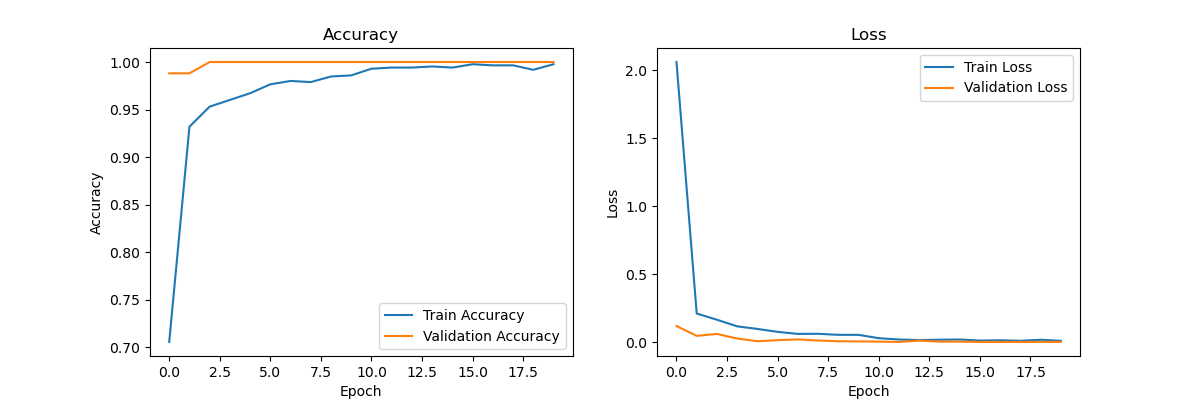 Accuracy
1.00
0.95
0.90
0.85
0.80
0.75
0.70
Accuracy
Train Accuracy
Validation Accuracy
0.0 2.5 5.0 7.5 10.0 12.5 15.0 17.5
Epoch
Loss
2.0
1.5
1.0
0.5
0.0
Loss
Train Loss
Validation Loss
0.0 2.5 5.0 7.5 10.0 12.5 15.0 17.5
Epoch